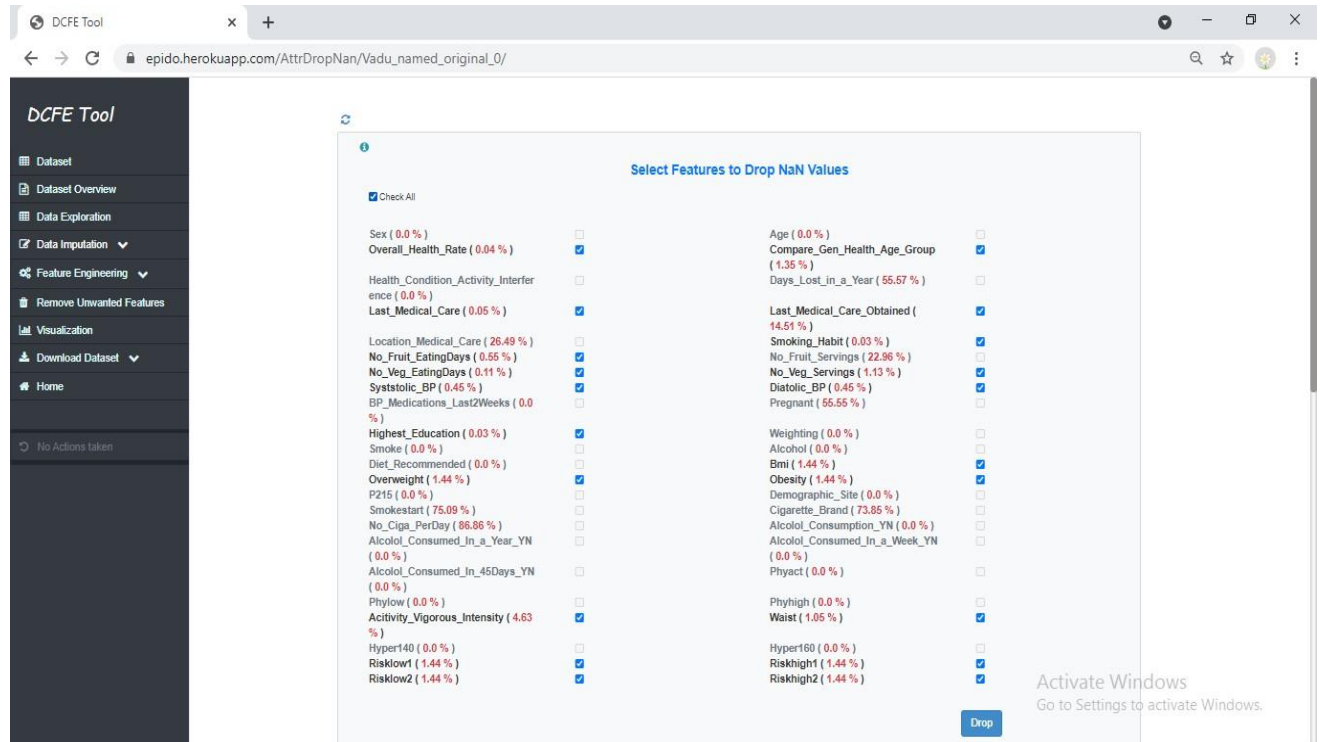 DCFE Tool
epido.herokuapp.com/AttrDropNan/Vadu_named_original_0/
DCFE Tool
Dataset
Dataset Overview
Data Exploration
Data Imputation
Feature Engineering
Remove Unwanted Features
Visualization
Download Dataset
Home
No Actions taken
Select Features to Drop NaN Values
Check All
Sex ( 0.0 % )
Age ( 0.0 % )
Overall_Health_Rate ( 0.04 % )
Compare_Gen_Health_Age_Group
( 1.35 % )
Health_Condition_Activity_Interfer
ence ( 0.0 % )
Days_Lost_in_a_Year ( 55.57 % )
Last_Medical_Care ( 0.05 % )
Last_Medical_Care_Obtained (
14.51 % )
Location_Medical_Care ( 26.49 % )
Smoking_Habit ( 0.03 % )
No_Fruit_EatingDays ( 0.55 % )
No_Fruit_Servings ( 22.96 % )
No_Veg_EatingDays ( 0.11 % )
No_Veg_Servings ( 1.13 % )
Syststolic_BP ( 0.45 % )
Diatolic_BP ( 0.45 % )
BP_Medications_Last2Weeks ( 0.0
% )
Pregnant ( 55.55 % )
Highest_Education ( 0.03 % )
Weighting ( 0.0 % )
Smoke ( 0.0 % )
Alcohol ( 0.0 % )
Diet_Recommended ( 0.0 % )
Bmi ( 1.44 % )
Overweight ( 1.44 % )
Obesity ( 1.44 % )
P215 ( 0.0 % )
Demographic_Site ( 0.0 % )
Smokestart ( 75.09 % )
Cigarette_Brand ( 73.85 % )
No_Ciga_PerDay ( 86.86 % )
Alcolol_Consumption_YN ( 0.0 % )
Alcolol_Consumed_In_a_Year_YN
( 0.0 % )
Alcolol_Consumed_In_a_Week_YN
( 0.0 % )
Alcolol_Consumed_In_45Days_YN
( 0.0 % )
Phyact ( 0.0 % )
Phylow ( 0.0 % )
Phyhigh ( 0.0 % )
Acitivity_Vigorous_Intensity ( 4.63
% )
Waist ( 1.05 % )
Hyper140 ( 0.0 % )
Hyper160 ( 0.0 % )
Risklow1 ( 1.44 % )
Riskhigh1 ( 1.44 % )
Risklow2 ( 1.44 % )
Riskhigh2 ( 1.44 % )
Drop
Activate Windows
Go to Settings to activate Windows.